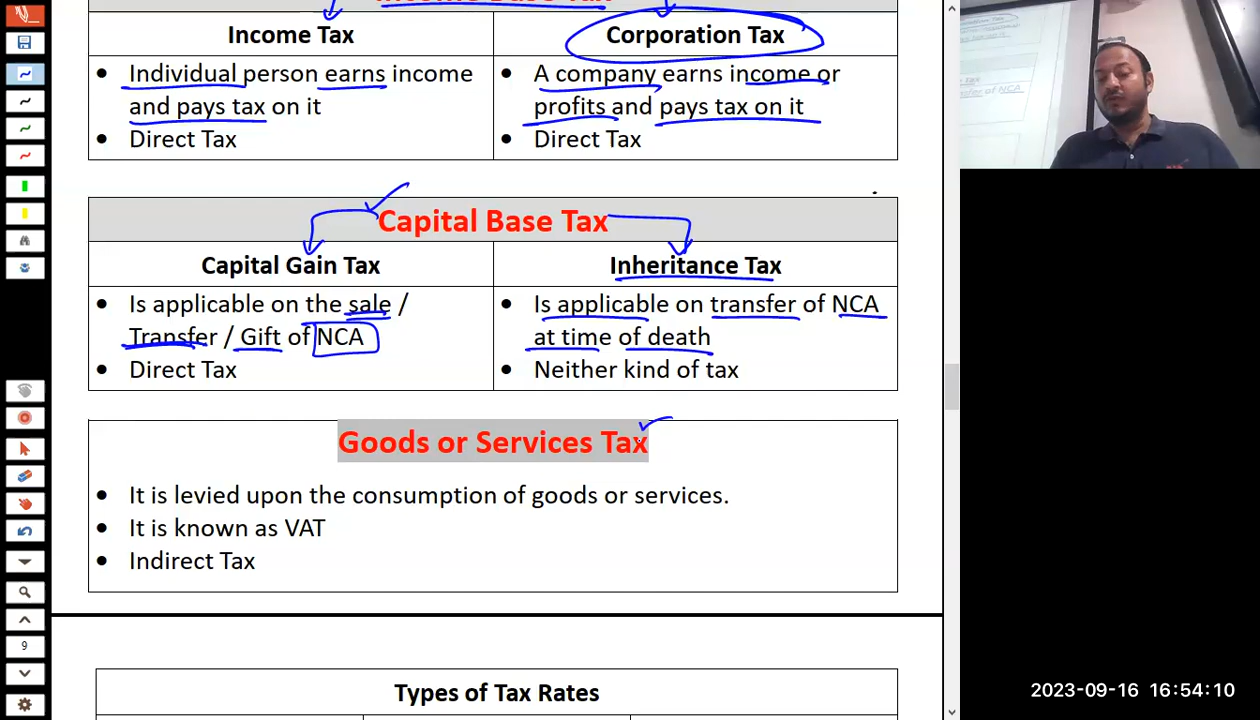 Income Base Tax
Income Tax
Corporation Tax
• Individual person earns income
and pays tax on it
• Direct Tax
• A company earns income or
profits and pays tax on it
• Direct Tax
Capital Base Tax
Capital Gain Tax
Inheritance Tax
• Is applicable on the sale /
Transfer / Gift of NCA
• Direct Tax
• Is applicable on transfer of NCA
at time of death
• Neither kind of tax
Goods or Services Tax
• It is levied upon the consumption of goods or services.
• It is known as VAT
• Indirect Tax
Types of Tax Rates
9
2023-09-16 16:54:10